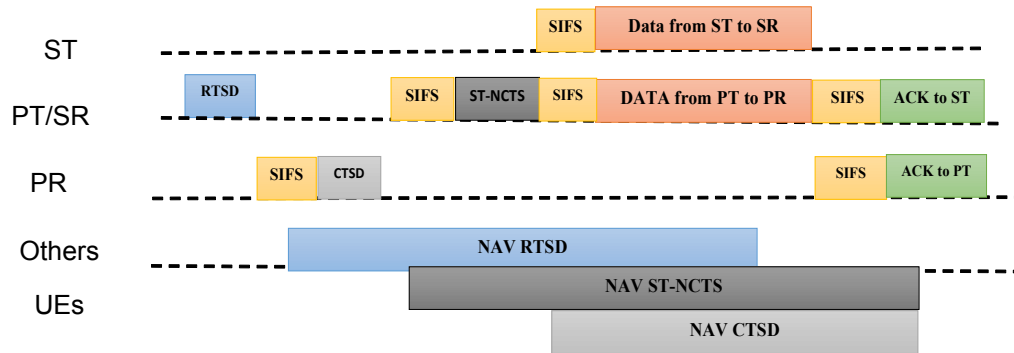 ST
SIFS Data from ST to SR
PT/SR
RTSD SIFS ST-NCTS SIFS DATA from PT to PR SIFS ACK to ST
PR
SIFS CTSD SIFS ACK to PT
Others
NAV RTSD
UEs
NAV ST-NCTS
NAV CTSD